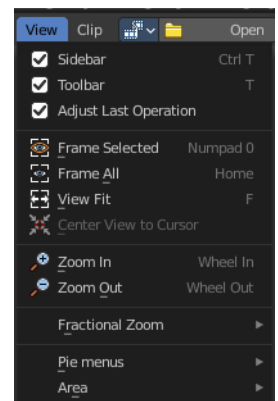 View Clip Open
Sidebar Ctrl T
Toolbar T
Adjust Last Operation
Frame Selected Numpad 0
Frame All Home
View Fit F
Center View to Cursor
Zoom In Wheel In
Zoom Out Wheel Out
Fractional Zoom
Pie menus
Area